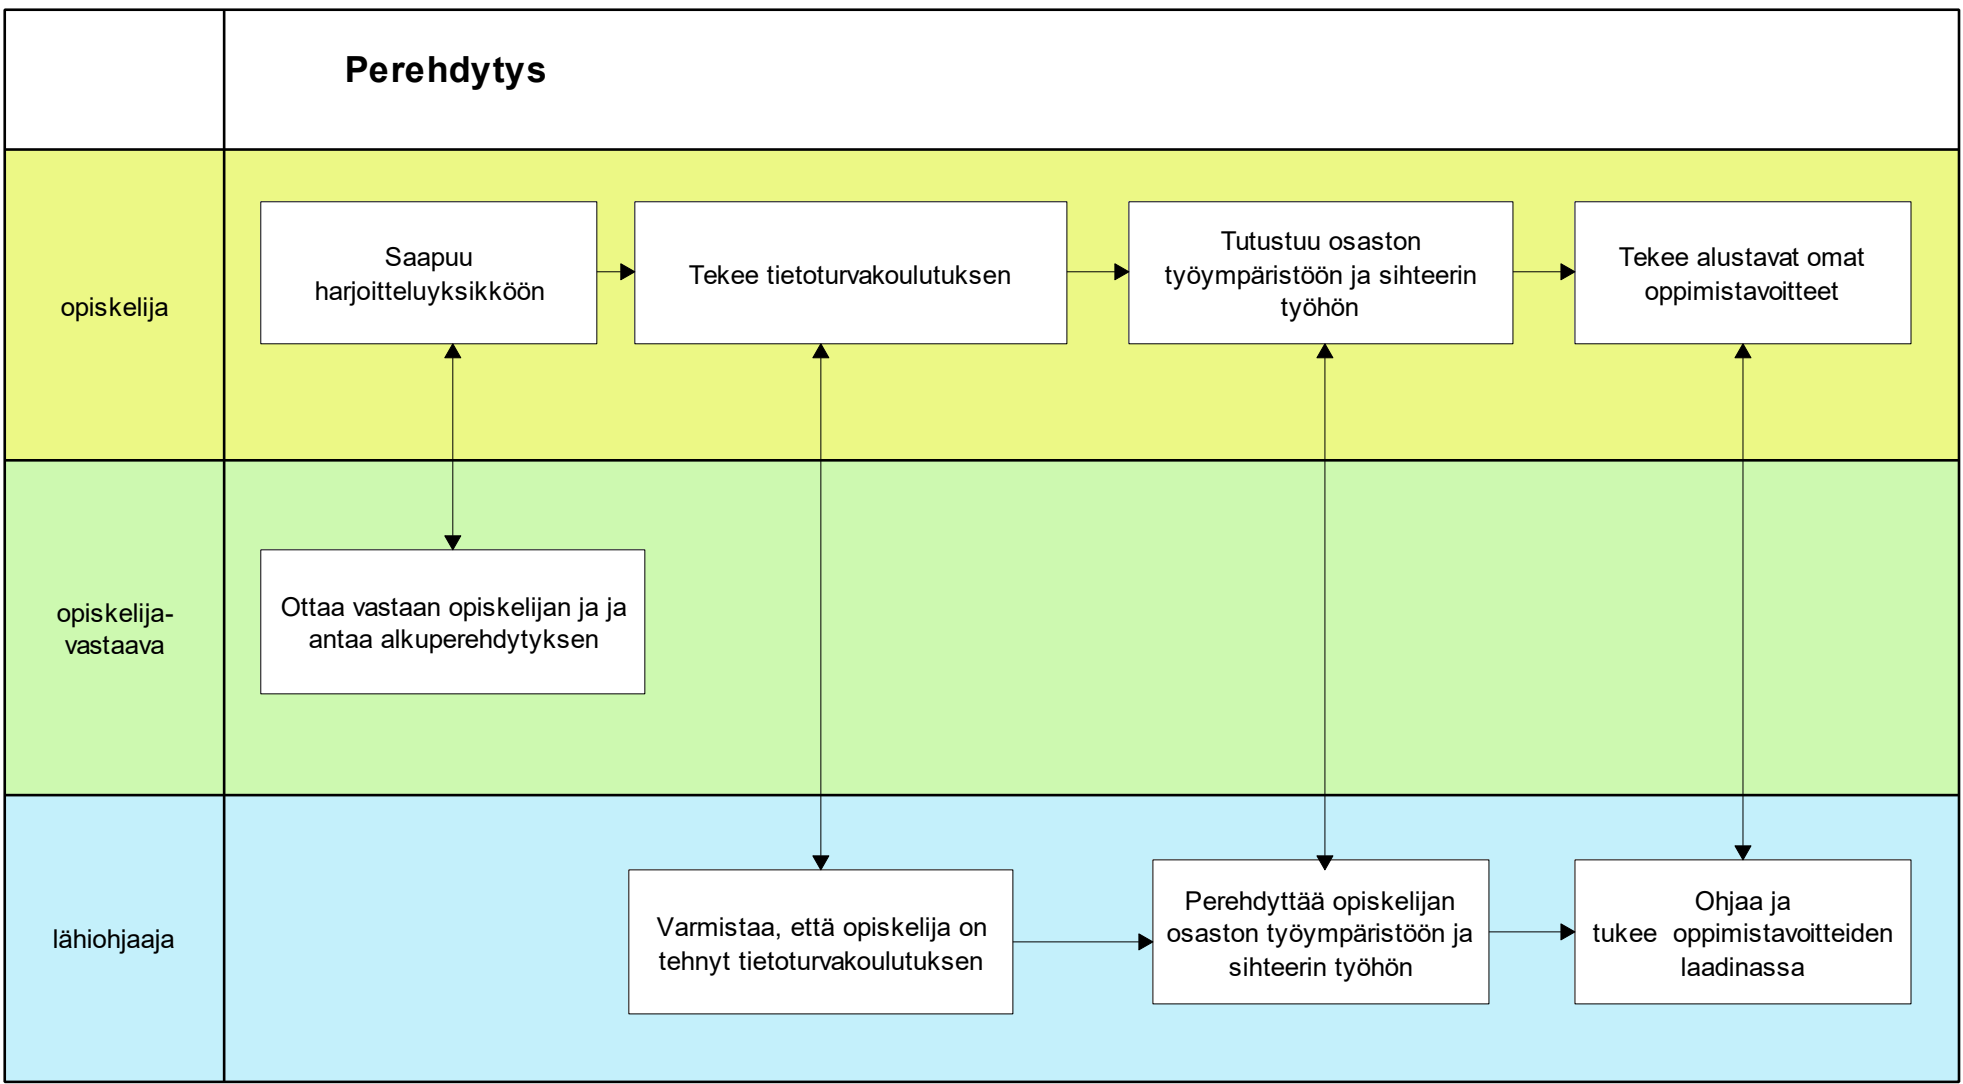 Perehdytys
opiskelija
Saapuu
harjoitteluyksikköön
Tekee tietoturvakoulutuksen
Tutustuu osaston
työympäristöön ja sihteerin
työhön
Tekee alustavat omat
oppimistavoitteet
opiskelija-
vastaava
Ottaa vastaan opiskelijan ja ja
antaa alkuperehdytyksen
lähiohjaaja
Varmistaa, että opiskelija on
tehnyt tietoturvakoulutuksen
Perehdyttää opiskelijan
osaston työympäristöön ja
sihteerin työhön
Ohjaa ja
tukee  oppimistavoitteiden
laadinassa